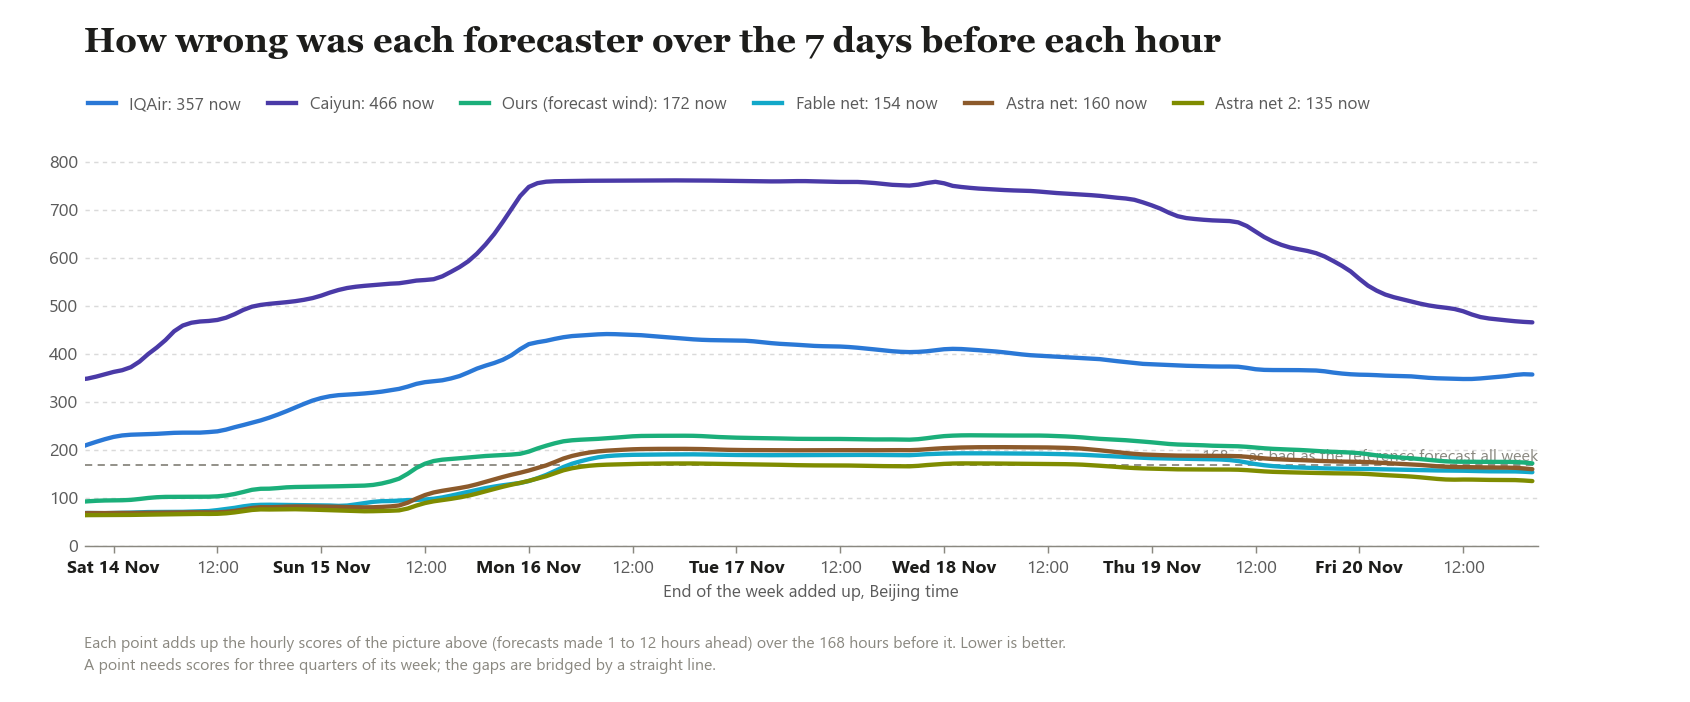 How wrong was each forecaster over the 7 days before each hour
IQAir: 357 now Caiyun: 466 now Ours (forecast wind): 172 now Fable net: 154 now Astra net: 160 now Astra net 2: 135 now
800
700
600
500
400
300
200
168 = as bad as the reference forecast all week
100
0
Sat 14 Nov 12:00 Sun 15 Nov 12:00 Mon 16 Nov 12:00 Tue 17 Nov 12:00 Wed 18 Nov 12:00 Thu 19 Nov 12:00 Fri 20 Nov 12:00
End of the week added up, Beijing time
Each point adds up the hourly scores of the picture above (forecasts made 1 to 12 hours ahead) over the 168 hours before it. Lower is better.
A point needs scores for three quarters of its week; the gaps are bridged by a straight line.